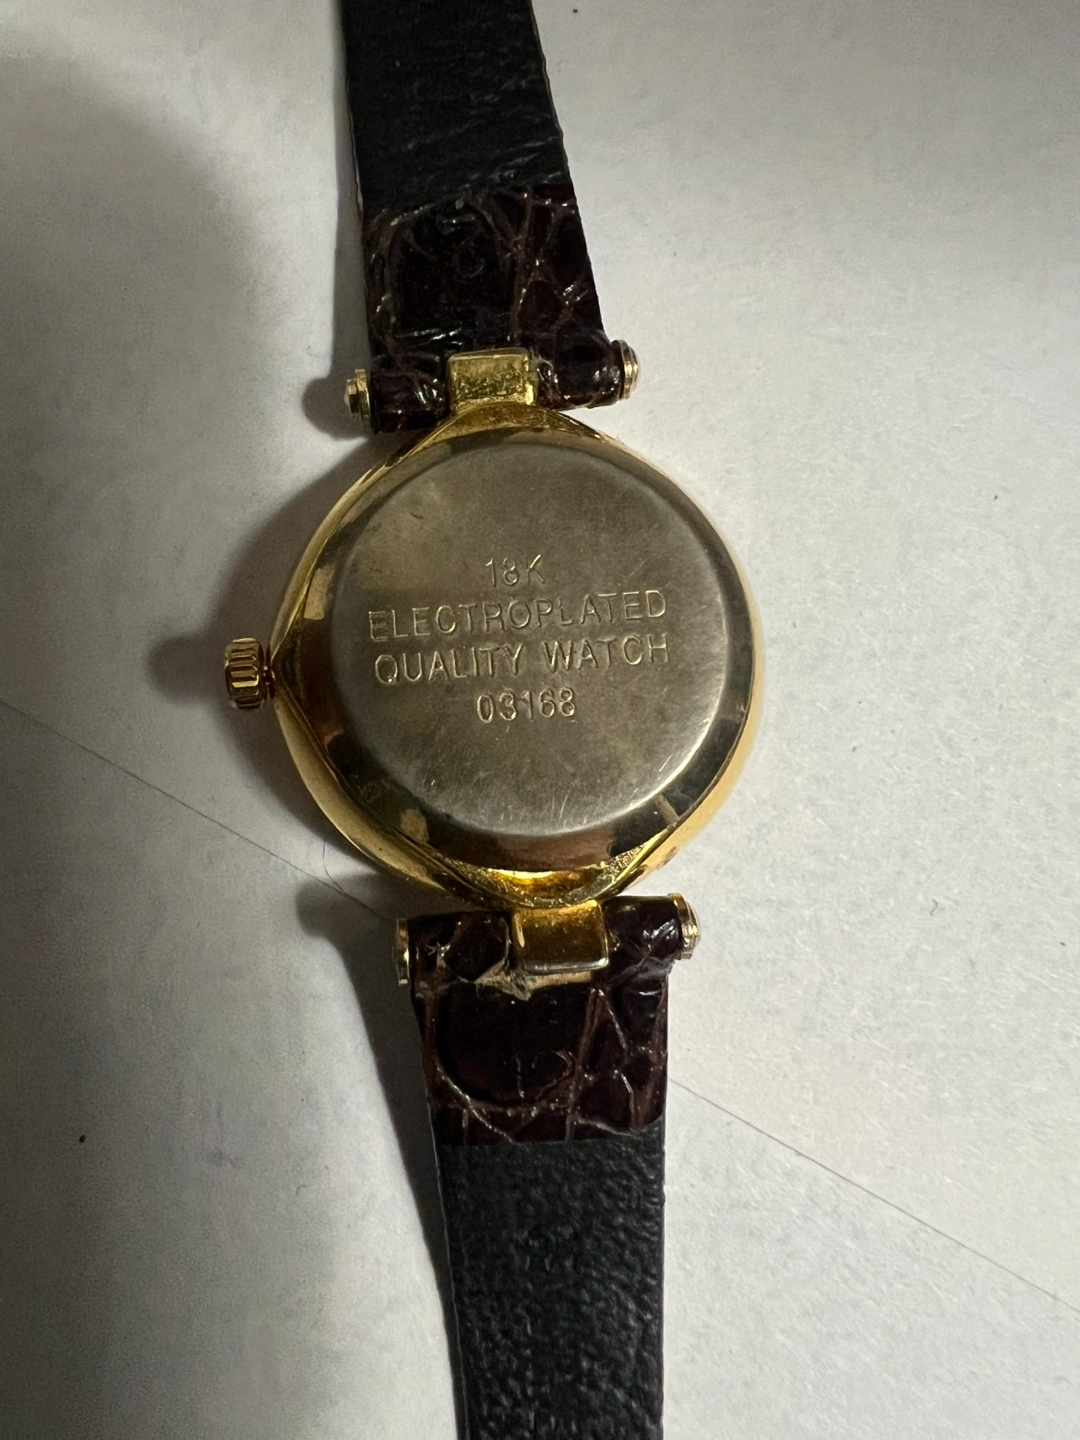 18K
ELECTROPLATED
QUALITY WATCH
03168